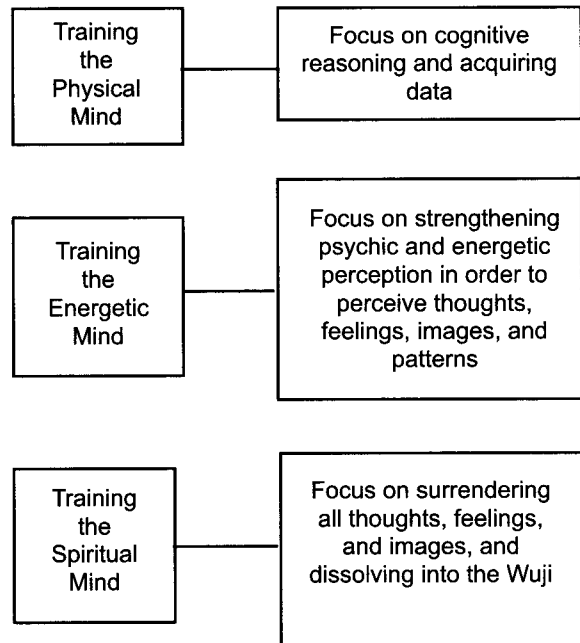 Training
the
Physical
Mind
Focus on cognitive
reasoning and acquiring
data
Training
the
Energetic
Mind
Focus on strengthening
psychic and energetic
perception in order to
perceive thoughts,
feelings, images, and
patterns
Training
the
Spiritual
Mind
Focus on surrendering
all thoughts, feelings,
and images, and
dissolving into the Wuji